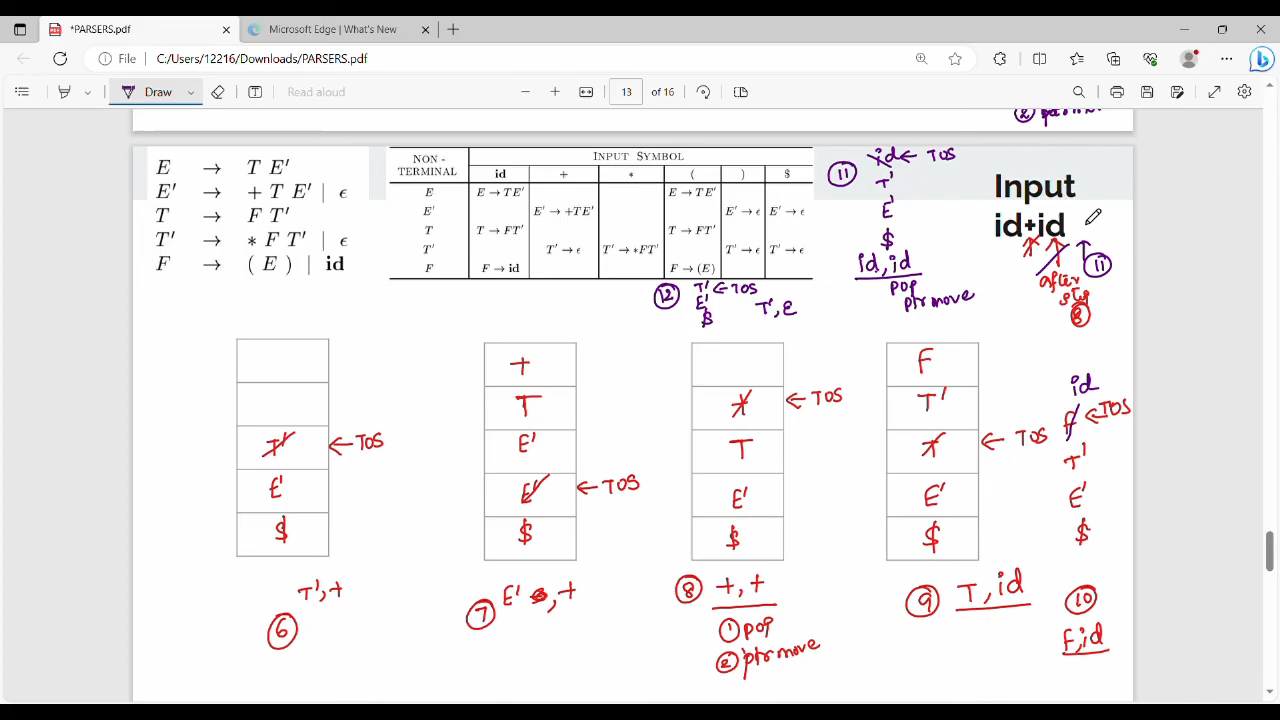 *PARSERS.pdf
Microsoft Edge | What's New
File C:/Users/12216/Downloads/PARSERS.pdf
Draw
Read aloud
13 of 16
②
E → T E'
E' → + T E' | ϵ
T → F T'
T' → * F T' | ϵ
F → ( E ) | id
NON - TERMINAL INPUT SYMBOL
id + * ( ) $
E E → TE' E → TE'
E' E' → +TE' E' → ϵ E' → ϵ
T T → FT' T → FT'
T' T' → ϵ T' → *FT' T' → ϵ T' → ϵ
F F → id F → (E)
⑪ id ← TOS
T'
E'
$
id, id
pop
ptr move
Input
id+id
⑪
after
stp
⑧
⑫ T' ← TOS
E'
$
T', E
T' ← TOS
E'
$
T', +
⑥
+
T
E'
E' ← TOS
$
⑦ E' , +
← TOS
T
E'
$
⑧ +, +
① pop
② ptr move
F
T'
T ← TOS
E'
$
⑨ T, id
id
F ← TOS
T'
E'
$
⑩
F, id